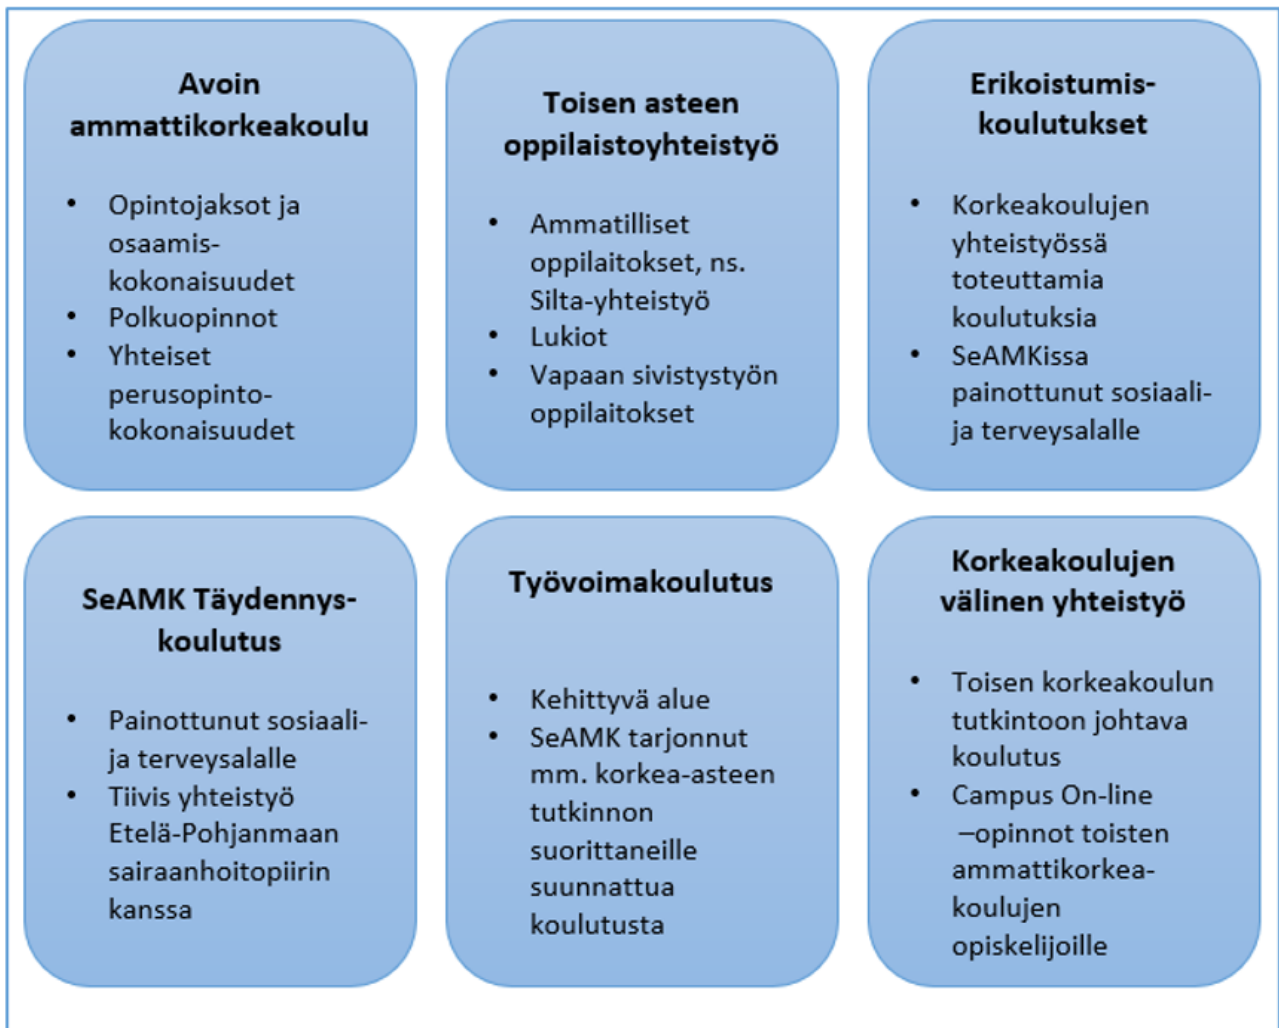 Avoin
ammattikorkeakoulu
• Opintojaksot ja
osaamis-
kokonaisuudet
• Polkuopinnot
• Yhteiset
perusopinto-
kokonaisuudet
Toisen asteen
oppilaistoyhteistyö
• Ammatilliset
oppilaitokset, ns.
Silta-yhteistyö
• Lukiot
• Vapaan sivistystyön
oppilaitokset
Erikoistumis-
koulutukset
• Korkeakoulujen
yhteistyössä
toteuttamia
koulutuksia
• SeAMKissa
painottunut sosiaali-
ja terveysalalle
SeAMK Täydennys-
koulutus
• Painottunut sosiaali-
ja terveysalalle
• Tiivis yhteistyö
Etelä-Pohjanmaan
sairaanhoitopiirin
kanssa
Työvoimakoulutus
• Kehittyvä alue
• SeAMK tarjonnut
mm. korkea-asteen
tutkinnon
suorittaneille
suunnattua
koulutusta
Korkeakoulujen
välinen yhteistyö
• Toisen korkeakoulun
tutkintoon johtava
koulutus
• Campus On-line
–opinnot toisten
ammattikorkea-
koulujen
opiskelijoille